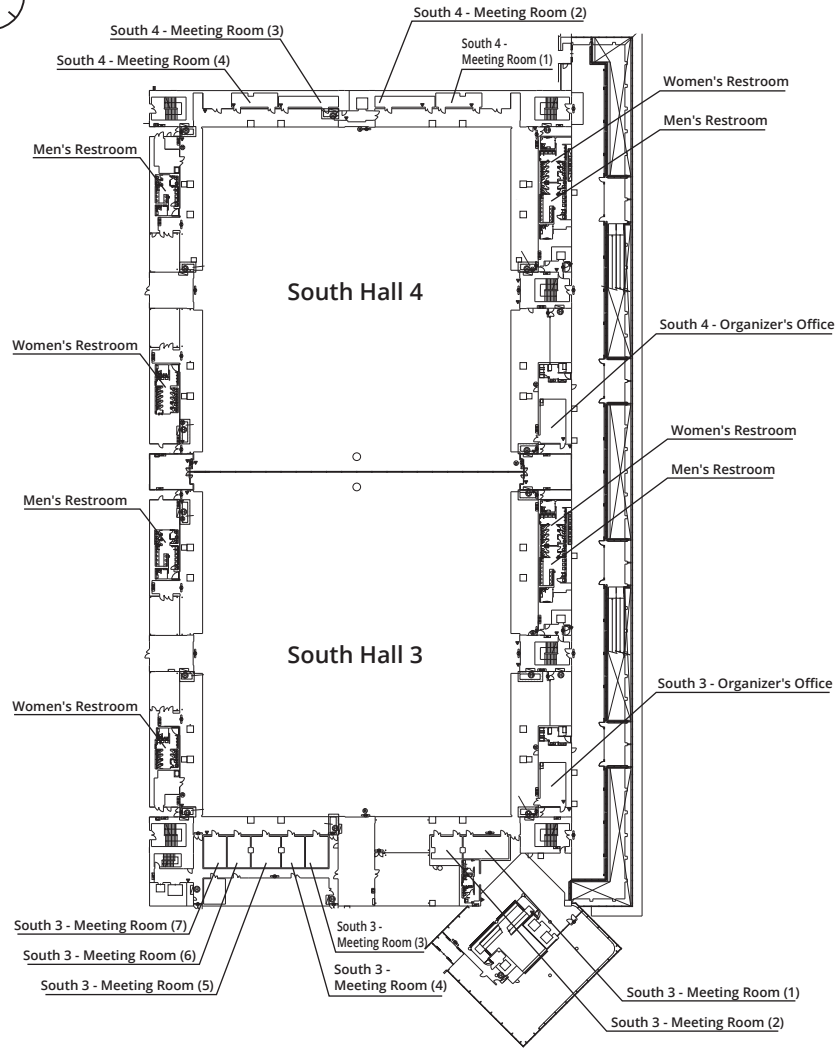 South 4 - Meeting Room (2)
South 4 - Meeting Room (3)
South 4 -
Meeting Room (1)
South 4 - Meeting Room (4)
Women's Restroom
Men's Restroom
Men's Restroom
South Hall 4
South 4 - Organizer's Office
Women's Restroom
Women's Restroom
Men's Restroom
Men's Restroom
South Hall 3
South 3 - Organizer's Office
Women's Restroom
South 3 - Meeting Room (7)
South 3 -
Meeting Room (3)
South 3 - Meeting Room (6)
South 3 -
Meeting Room (4)
South 3 - Meeting Room (5)
South 3 - Meeting Room (1)
South 3 - Meeting Room (2)